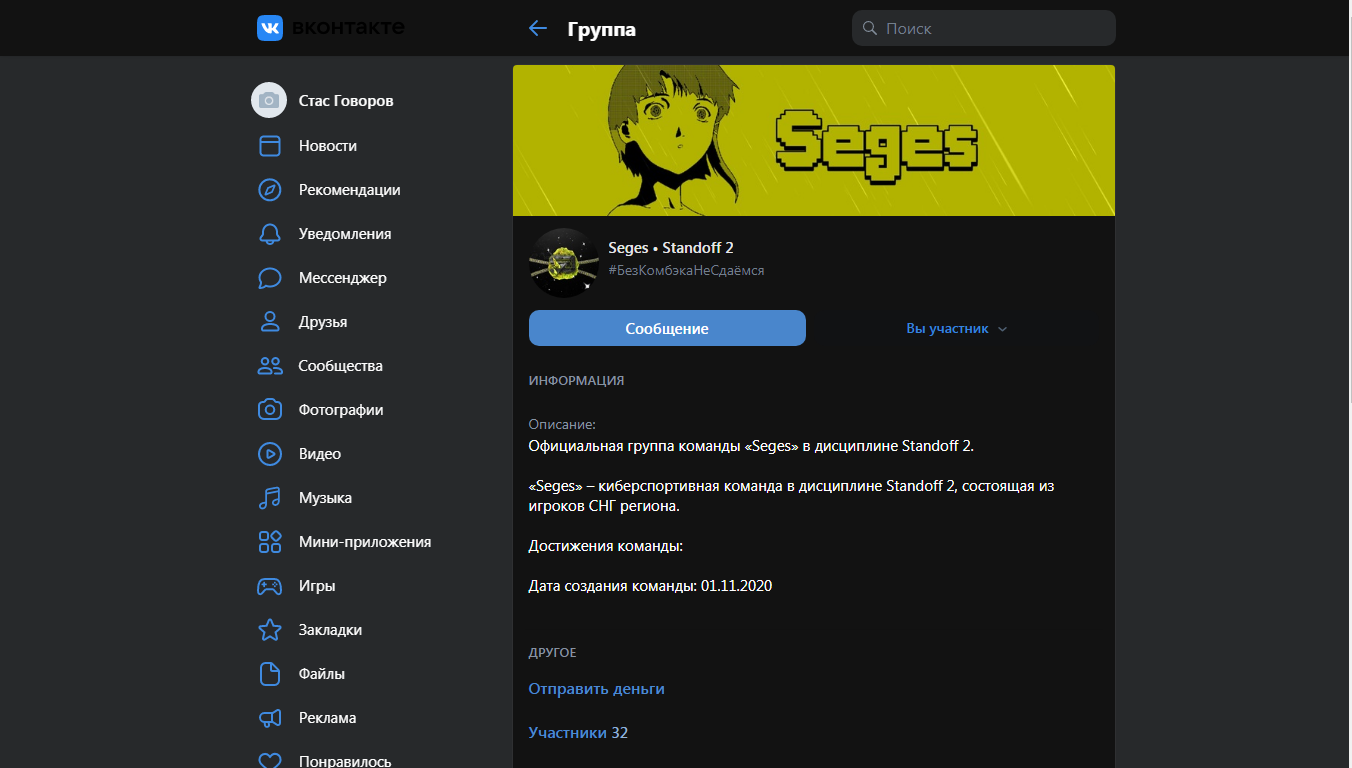 вконтакте
Группа
Поиск
Стас Говоров
Новости
Рекомендации
Уведомления
Мессенджер
Друзья
Сообщества
Фотографии
Видео
Музыка
Мини-приложения
Игры
Закладки
Файлы
Реклама
Понравилось
Seges
Seges • Standoff 2
#БезКомбэкаНеСдаёмся
Сообщение
Вы участник
ИНФОРМАЦИЯ
Описание:
Официальная группа команды «Seges» в дисциплине Standoff 2.
«Seges» – киберспортивная команда в дисциплине Standoff 2, состоящая из
игроков СНГ региона.
Достижения команды:
Дата создания команды: 01.11.2020
ДРУГОЕ
Отправить деньги
Участники 32